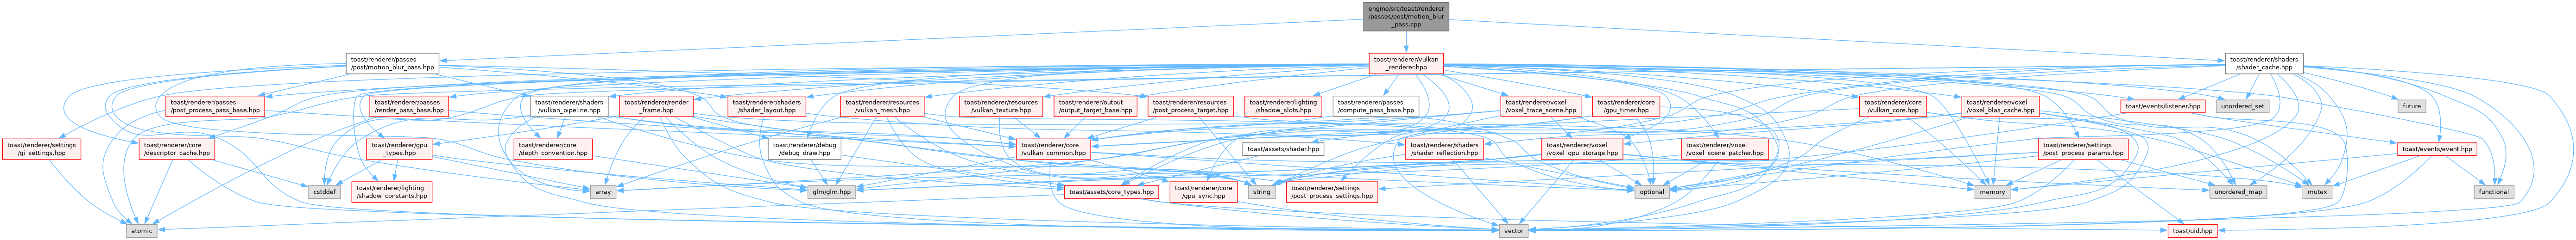 engine/src/toast/renderer
/passes/post/motion_blur
_pass.cpp
toast/renderer/passes
/post/motion_blur_pass.hpp
toast/renderer/vulkan
_renderer.hpp
toast/renderer/shaders
/shader_cache.hpp
toast/renderer/passes
/post_process_pass_base.hpp
toast/renderer/passes
/render_pass_base.hpp
toast/renderer/shaders
/vulkan_pipeline.hpp
toast/renderer/render
_frame.hpp
toast/renderer/shaders
/shader_layout.hpp
toast/renderer/resources
/vulkan_mesh.hpp
toast/renderer/resources
/vulkan_texture.hpp
toast/renderer/output
/output_target_base.hpp
toast/renderer/resources
/post_process_target.hpp
toast/renderer/lighting
/shadow_slots.hpp
toast/renderer/passes
/compute_pass_base.hpp
toast/renderer/voxel
/voxel_trace_scene.hpp
toast/renderer/core
/gpu_timer.hpp
toast/renderer/core
/vulkan_core.hpp
toast/renderer/voxel
/voxel_blas_cache.hpp
toast/events/listener.hpp
unordered_set
future
toast/renderer/settings
/gi_settings.hpp
toast/renderer/core
/descriptor_cache.hpp
toast/renderer/gpu
_types.hpp
toast/renderer/core
/depth_convention.hpp
toast/renderer/debug
/debug_draw.hpp
toast/renderer/core
/vulkan_common.hpp
toast/assets/shader.hpp
toast/renderer/shaders
/shader_reflection.hpp
toast/renderer/voxel
/voxel_gpu_storage.hpp
toast/renderer/voxel
/voxel_scene_patcher.hpp
toast/renderer/settings
/post_process_params.hpp
toast/events/event.hpp
cstddef
toast/renderer/lighting
/shadow_constants.hpp
array
glm/glm.hpp
toast/assets/core_types.hpp
toast/renderer/core
/gpu_sync.hpp
string
toast/renderer/settings
/post_process_settings.hpp
optional
memory
unordered_map
mutex
functional
atomic
vector
toast/uid.hpp